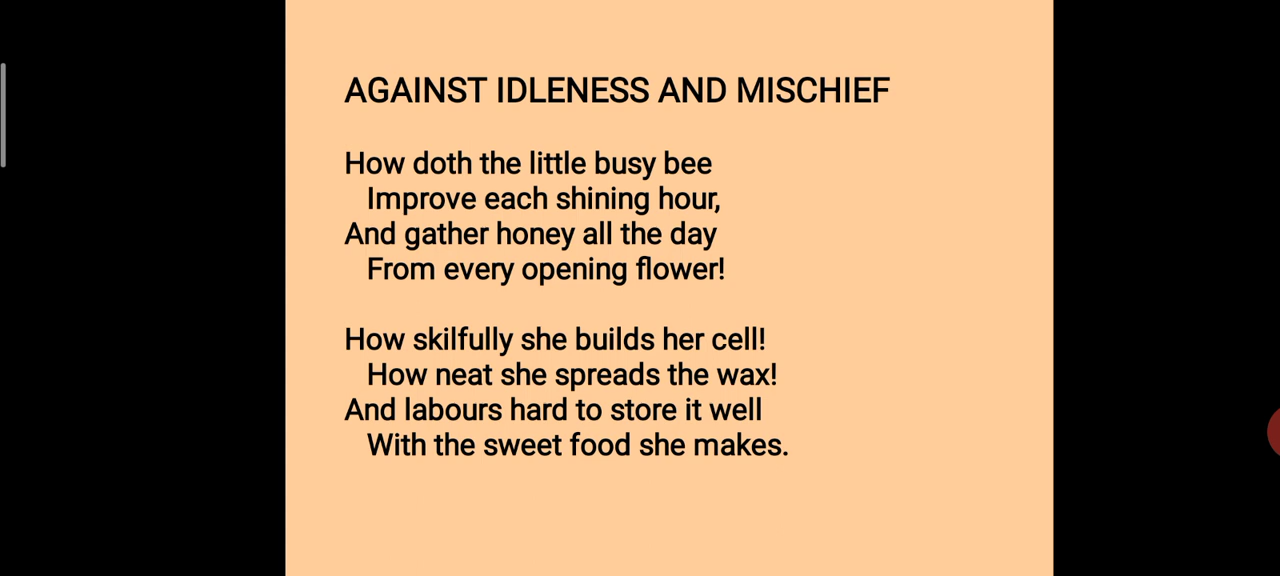 AGAINST IDLENESS AND MISCHIEF
How doth the little busy bee
Improve each shining hour,
And gather honey all the day
From every opening flower!
How skilfully she builds her cell!
How neat she spreads the wax!
And labours hard to store it well
With the sweet food she makes.